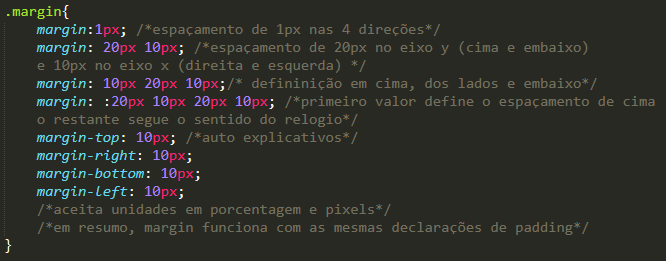 .margin{
margin:1px; /*espaçamento de 1px nas 4 direções*/
margin: 20px 10px; /*espaçamento de 20px no eixo y (cima e embaixo)
e 10px no eixo x (direita e esquerda) */
margin: 10px 20px 10px;/* defininição em cima, dos lados e embaixo*/
margin: :20px 10px 20px 10px; /*primeiro valor define o espaçamento de cima
o restante segue o sentido do relogio*/
margin-top: 10px; /*auto explicativos*/
margin-right: 10px;
margin-bottom: 10px;
margin-left: 10px;
/*aceita unidades em porcentagem e pixels*/
/*em resumo, margin funciona com as mesmas declarações de padding*/
}